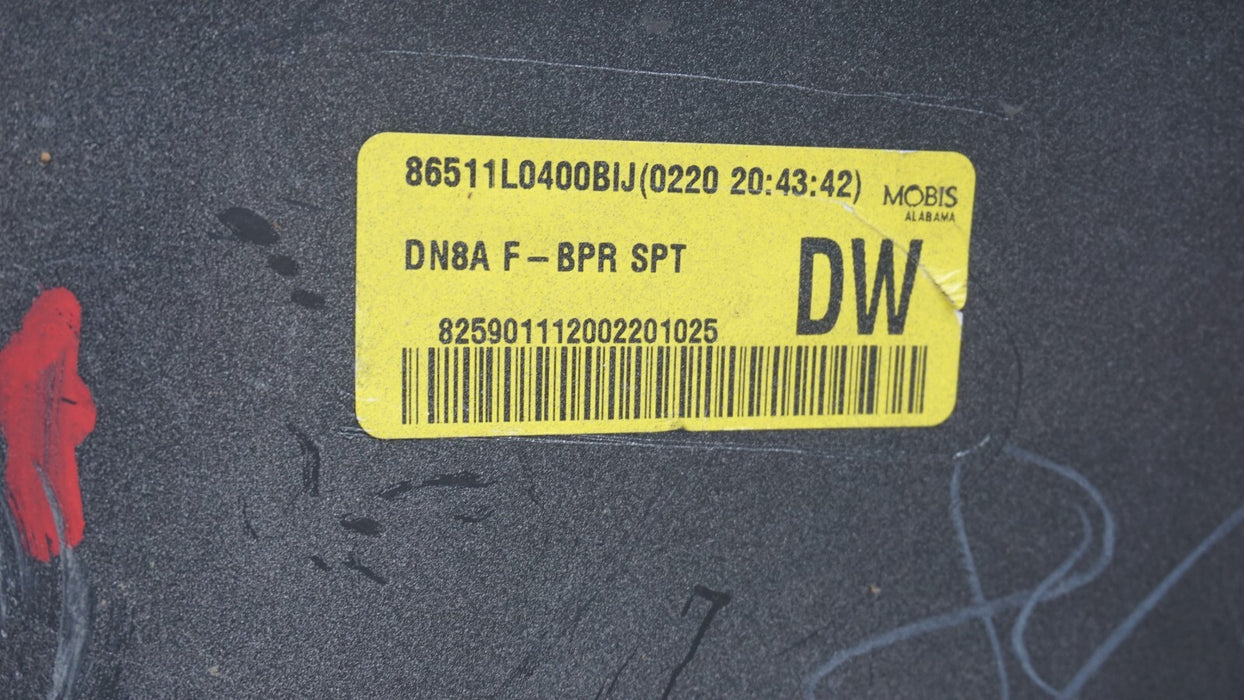 86511L0400BIJ(0220 20:43:42)
MOBIS
ALABAMA
DN8A F-BPR SPT
DW
825901112002201025